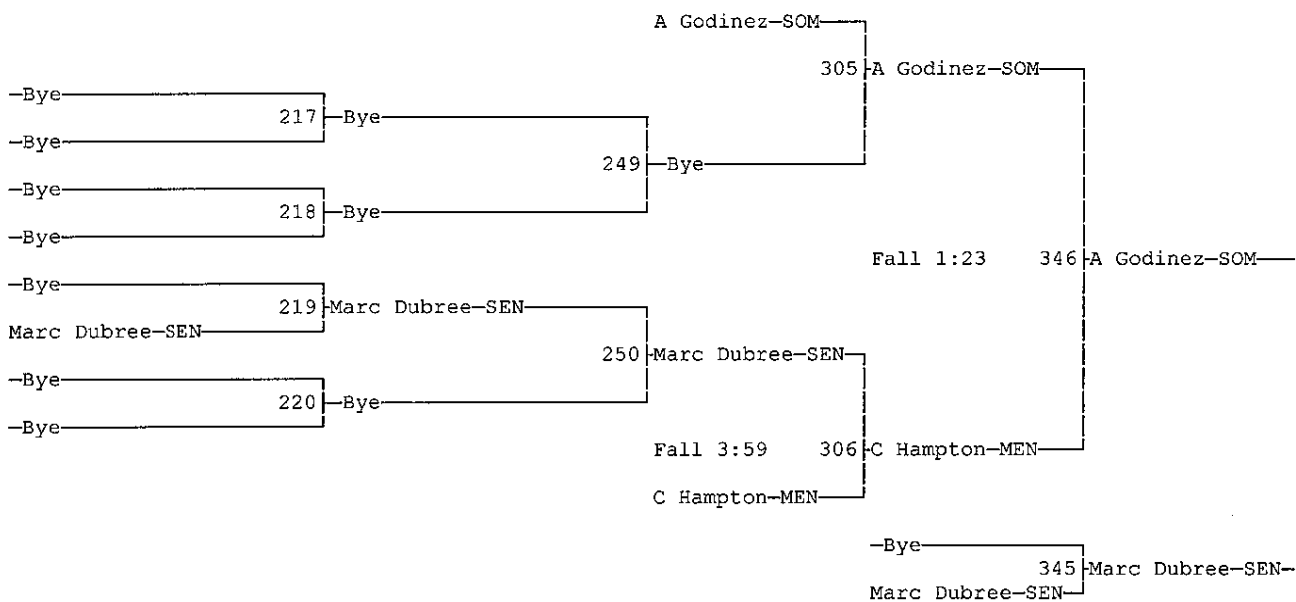 A Godinez—SOM
305 A Godinez—SOM
—Bye
217 —Bye
—Bye
249 —Bye
—Bye
218 —Bye
—Bye
Fall 1:23 346 A Godinez—SOM
—Bye
219 Marc Dubree—SEN
Marc Dubree—SEN
250 Marc Dubree—SEN
—Bye
220 —Bye
—Bye
Fall 3:59 306 C Hampton—MEN
C Hampton—MEN
—Bye
345 Marc Dubree—SEN
Marc Dubree—SEN